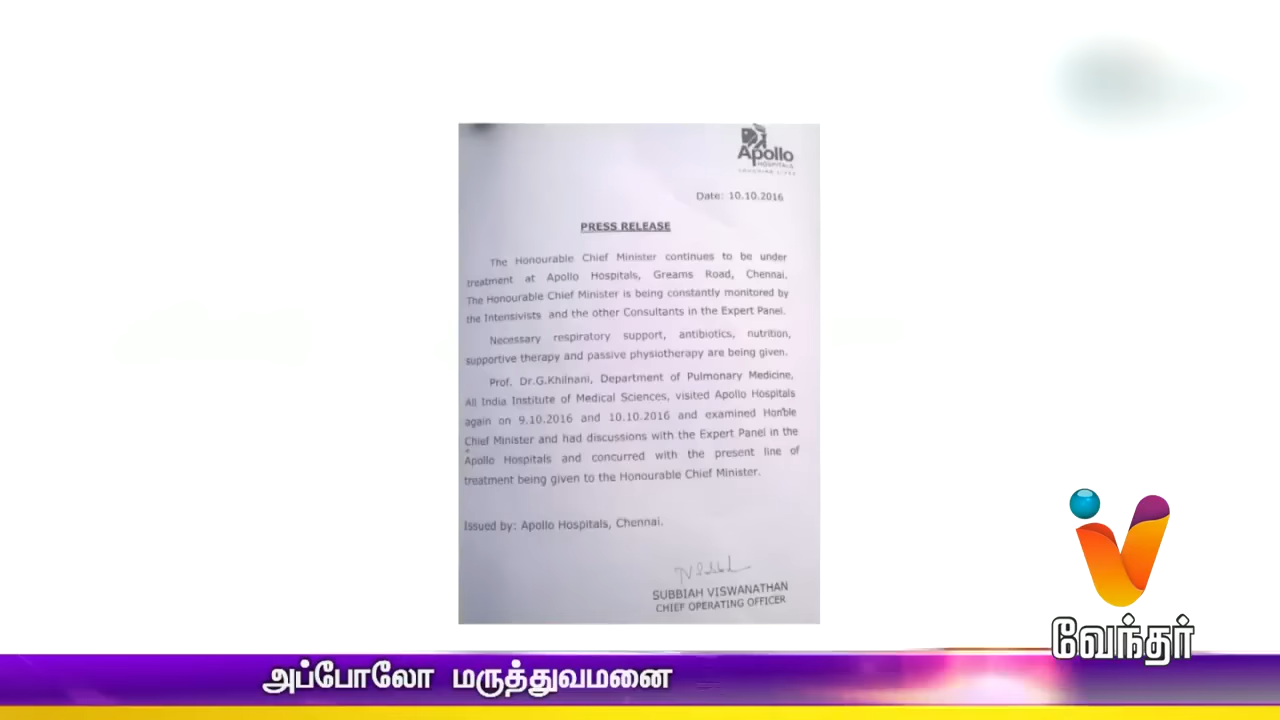 Apollo
HOSPITALS
Date: 10.10.2016
PRESS RELEASE
The Honourable Chief Minister continues to be under
treatment at Apollo Hospitals, Greams Road, Chennai.
The Honourable Chief Minister is being constantly monitored by
the Intensivists and the other Consultants in the Expert Panel.
Necessary respiratory support, antibiotics, nutrition,
supportive therapy and passive physiotherapy are being given.
Prof. Dr.G.Khilnani, Department of Pulmonary Medicine,
All India Institute of Medical Sciences, visited Apollo Hospitals
again on 9.10.2016 and 10.10.2016 and examined Hon'ble
Chief Minister and had discussions with the Expert Panel in the
Apollo Hospitals and concurred with the present line of
treatment being given to the Honourable Chief Minister.
Issued by: Apollo Hospitals, Chennai.
SUBBIAH VISWANATHAN
CHIEF OPERATING OFFICER
வேந்தர்
அப்போலோ மருத்துவமனை